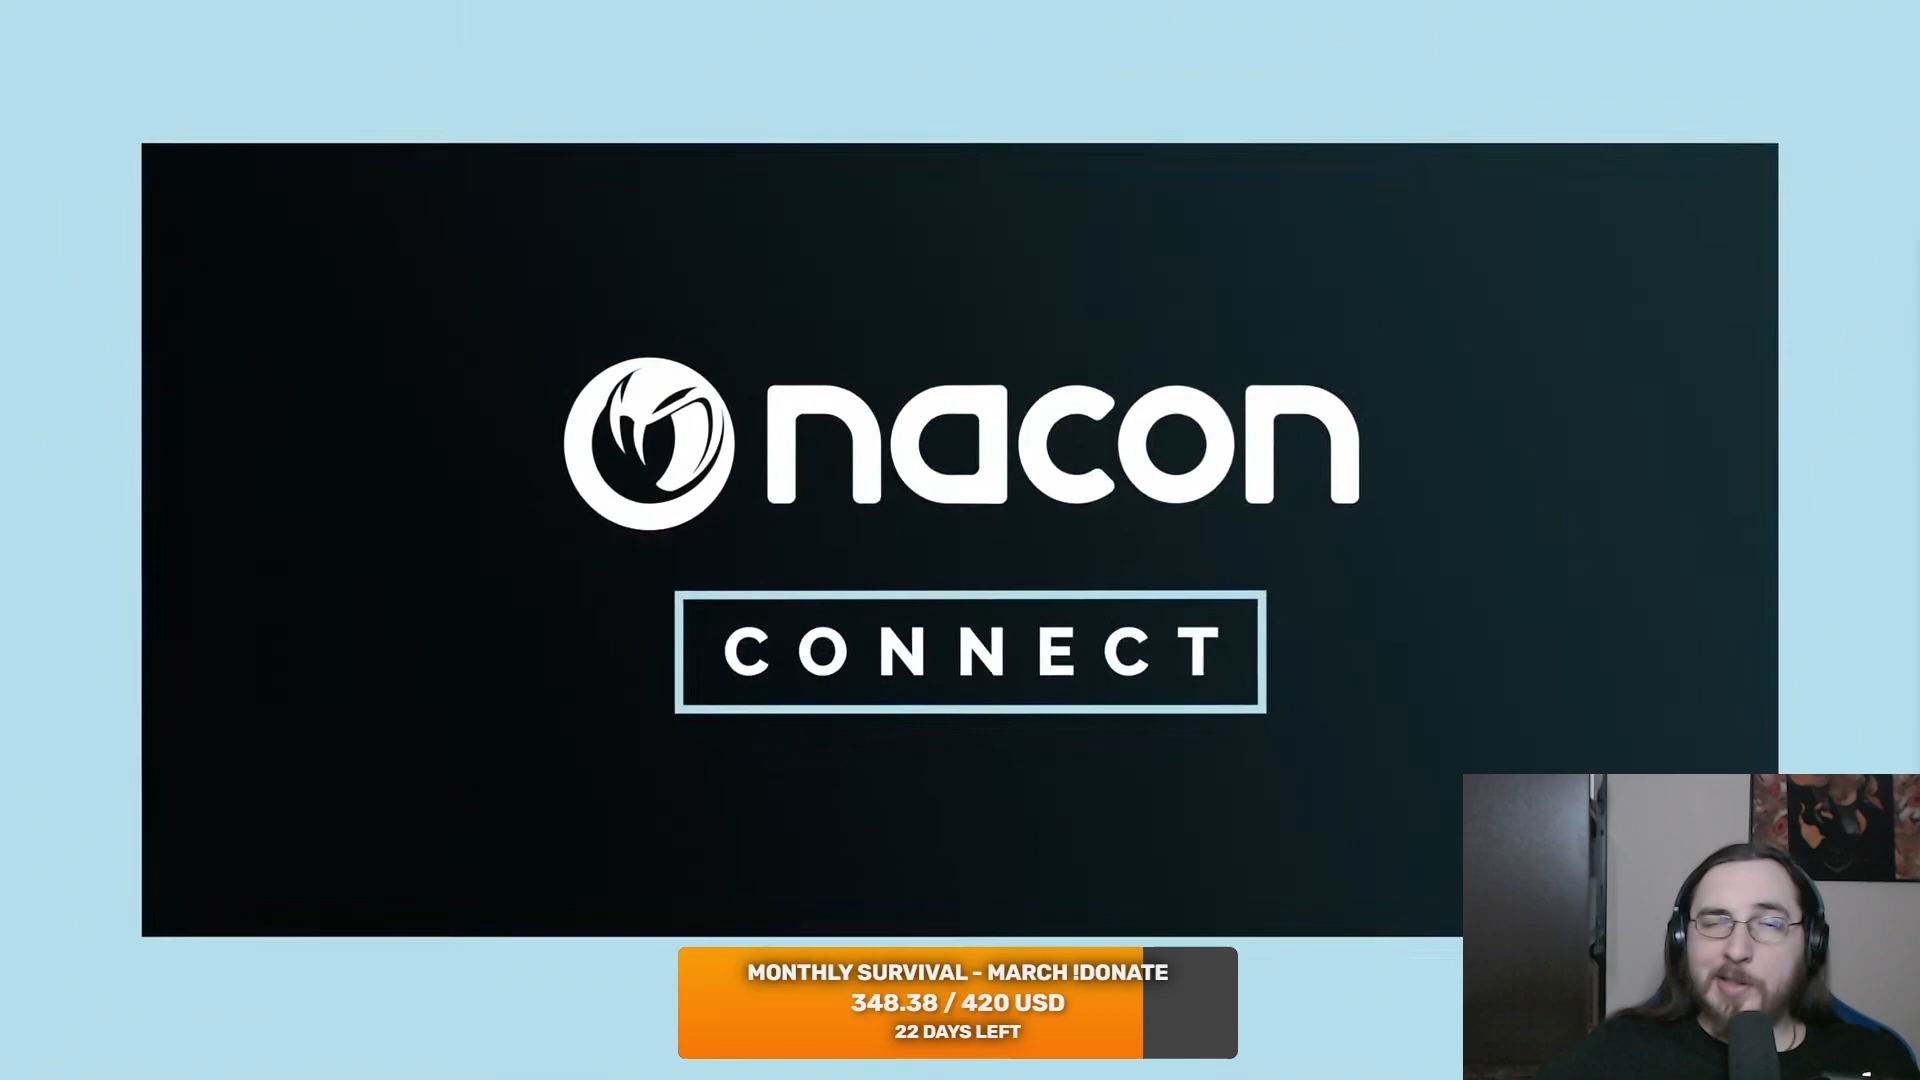 nacon
CONNECT
MONTHLY SURVIVAL - MARCH !DONATE
348.38 / 420 USD
22 DAYS LEFT